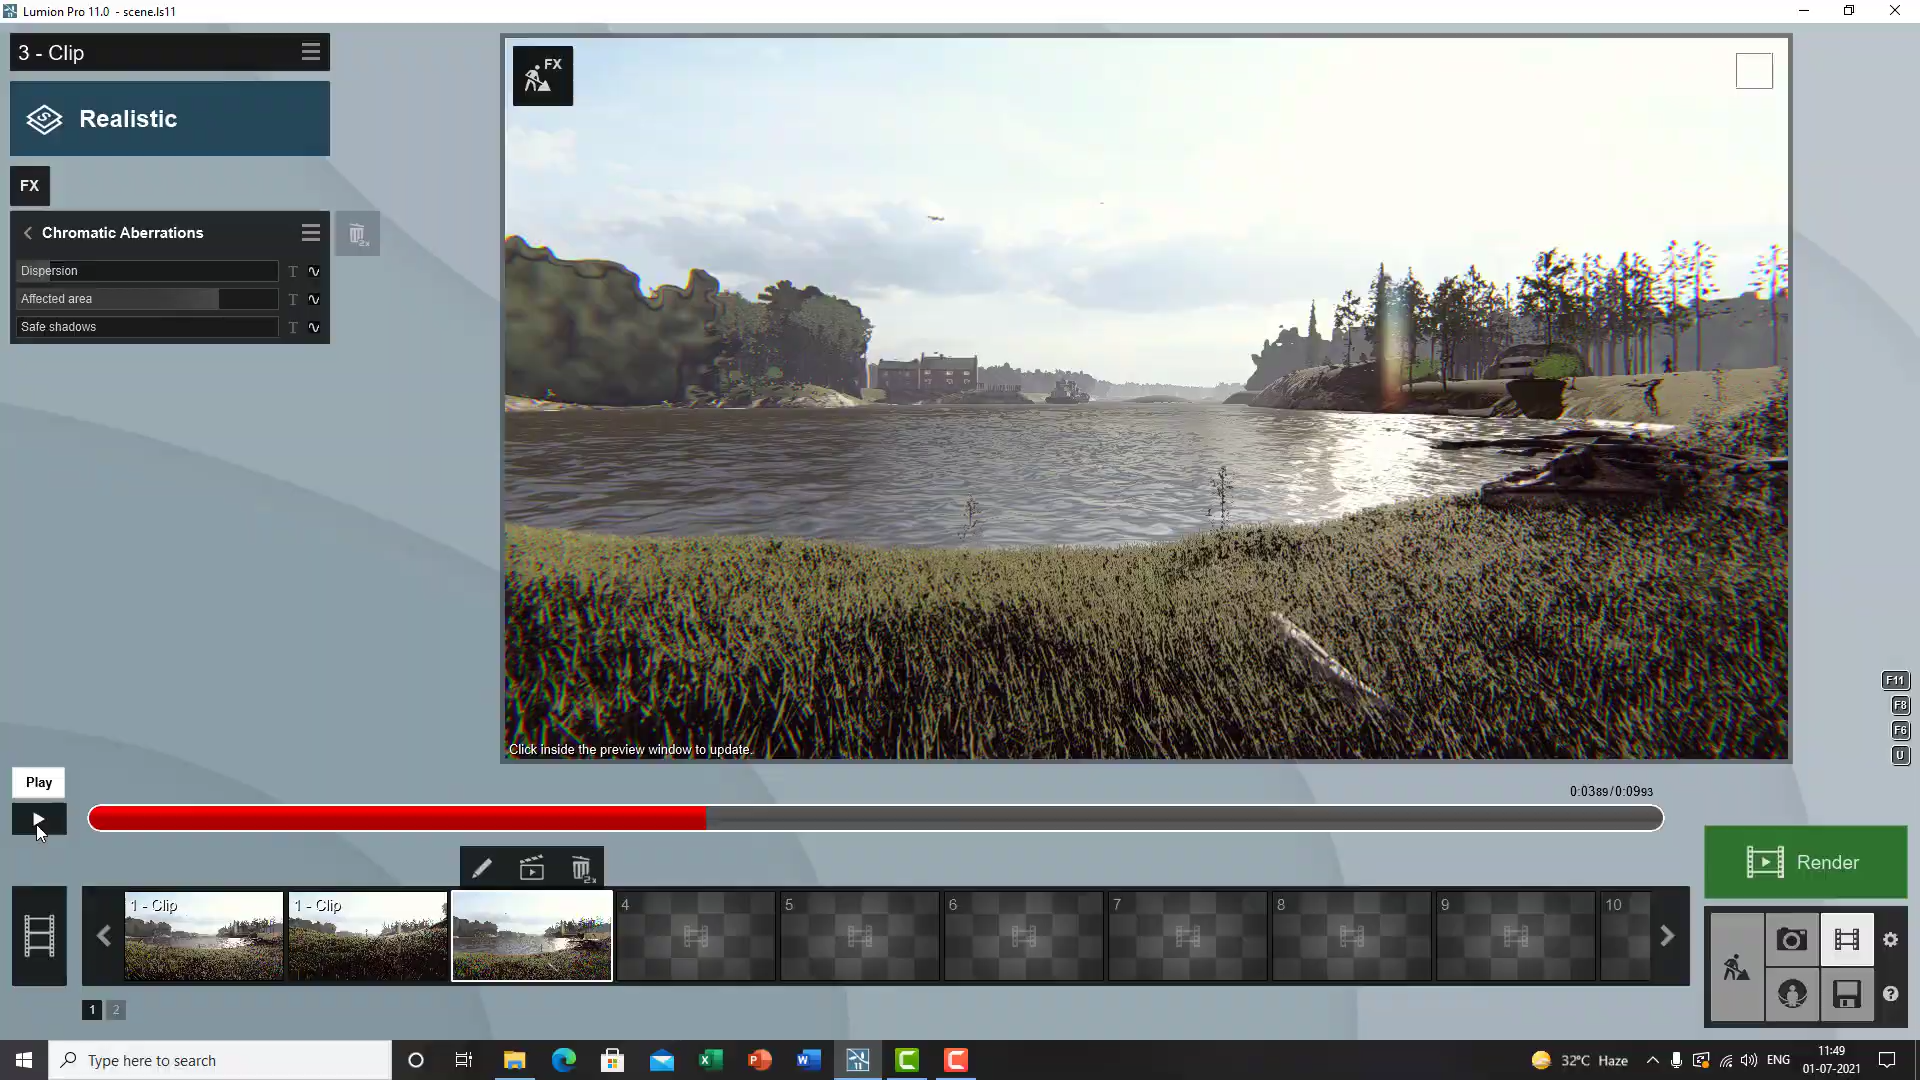 Lumion Pro 11.0 - scene.ls11
3 - Clip
Realistic
FX
Chromatic Aberrations
Dispersion
T
Affected area
T
Safe shadows
T
FX
2x
Click inside the preview window to update.
F11
F8
F6
U
Play
0:0389/0:0993
Render
2x
1 - Clip
1 - Clip
4
5
6
7
8
9
10
1
2
Type here to search
32°C Haze
ENG
11:49
01-07-2021